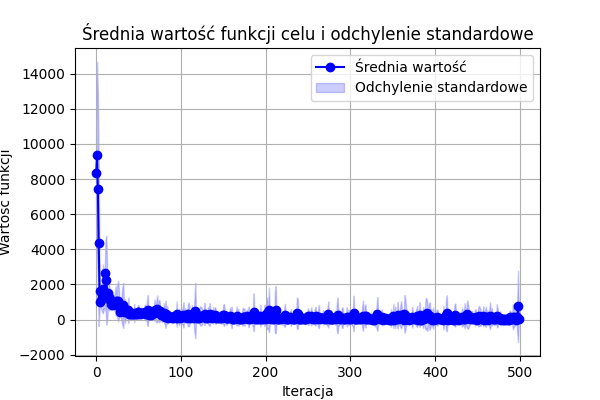 Średnia wartość funkcji celu i odchylenie standardowe
Średnia wartość
Odchylenie standardowe
Wartość funkcji
14000
12000
10000
8000
6000
4000
2000
0
−2000
0 100 200 300 400 500
Iteracja